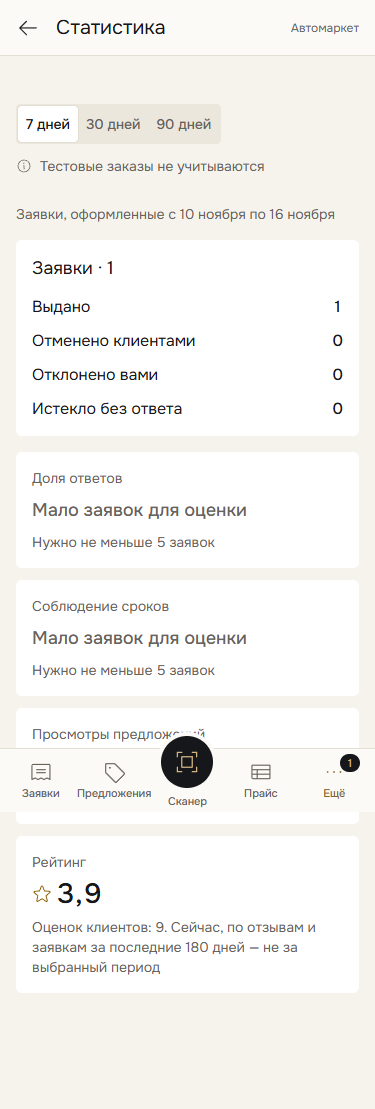 Статистика
Автомаркет
7 дней 30 дней 90 дней
Тестовые заказы не учитываются
Заявки, оформленные с 10 ноября по 16 ноября
Заявки · 1
Выдано 1
Отменено клиентами 0
Отклонено вами 0
Истекло без ответа 0
Доля ответов
Мало заявок для оценки
Нужно не меньше 5 заявок
Соблюдение сроков
Мало заявок для оценки
Нужно не меньше 5 заявок
Просмотры предложений
1
Заявки Предложения Сканер Прайс Ещё
Рейтинг
3,9
Оценок клиентов: 9. Сейчас, по отзывам и
заявкам за последние 180 дней — не за
выбранный период